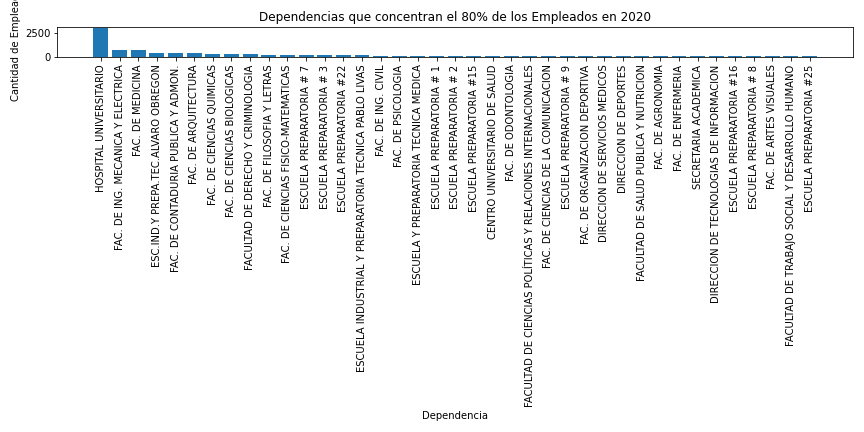 Dependencias que concentran el 80% de los Empleados en 2020
Cantidad de Emplea
2500
0
HOSPITAL UNIVERSITARIO
FAC. DE ING. MECANICA Y ELECTRICA
FAC. DE MEDICINA
ESC.IND.Y PREPA.TEC.ALVARO OBREGON
FAC. DE CONTADURIA PUBLICA Y ADMON.
FAC. DE ARQUITECTURA
FAC. DE CIENCIAS QUIMICAS
FAC. DE CIENCIAS BIOLOGICAS
FACULTAD DE DERECHO Y CRIMINOLOGIA
FAC. DE FILOSOFIA Y LETRAS
FAC. DE CIENCIAS FISICO-MATEMATICAS
ESCUELA PREPARATORIA # 7
ESCUELA PREPARATORIA # 3
ESCUELA PREPARATORIA #22
ESCUELA INDUSTRIAL Y PREPARATORIA TECNICA PABLO LIVAS
FAC. DE ING. CIVIL
FAC. DE PSICOLOGIA
ESCUELA Y PREPARATORIA TECNICA MEDICA
ESCUELA PREPARATORIA # 1
ESCUELA PREPARATORIA # 2
ESCUELA PREPARATORIA #15
CENTRO UNIVERSITARIO DE SALUD
FAC. DE ODONTOLOGIA
FACULTAD DE CIENCIAS POLÍTICAS Y RELACIONES INTERNACIONALES
FAC. DE CIENCIAS DE LA COMUNICACION
ESCUELA PREPARATORIA # 9
FAC. DE ORGANIZACION DEPORTIVA
DIRECCION DE SERVICIOS MEDICOS
DIRECCION DE DEPORTES
FACULTAD DE SALUD PUBLICA Y NUTRICION
FAC. DE AGRONOMIA
FAC. DE ENFERMERIA
SECRETARIA ACADEMICA
DIRECCION DE TECNOLOGIAS DE INFORMACION
ESCUELA PREPARATORIA #16
ESCUELA PREPARATORIA # 8
FAC. DE ARTES VISUALES
FACULTAD DE TRABAJO SOCIAL Y DESARROLLO HUMANO
ESCUELA PREPARATORIA #25
Dependencia